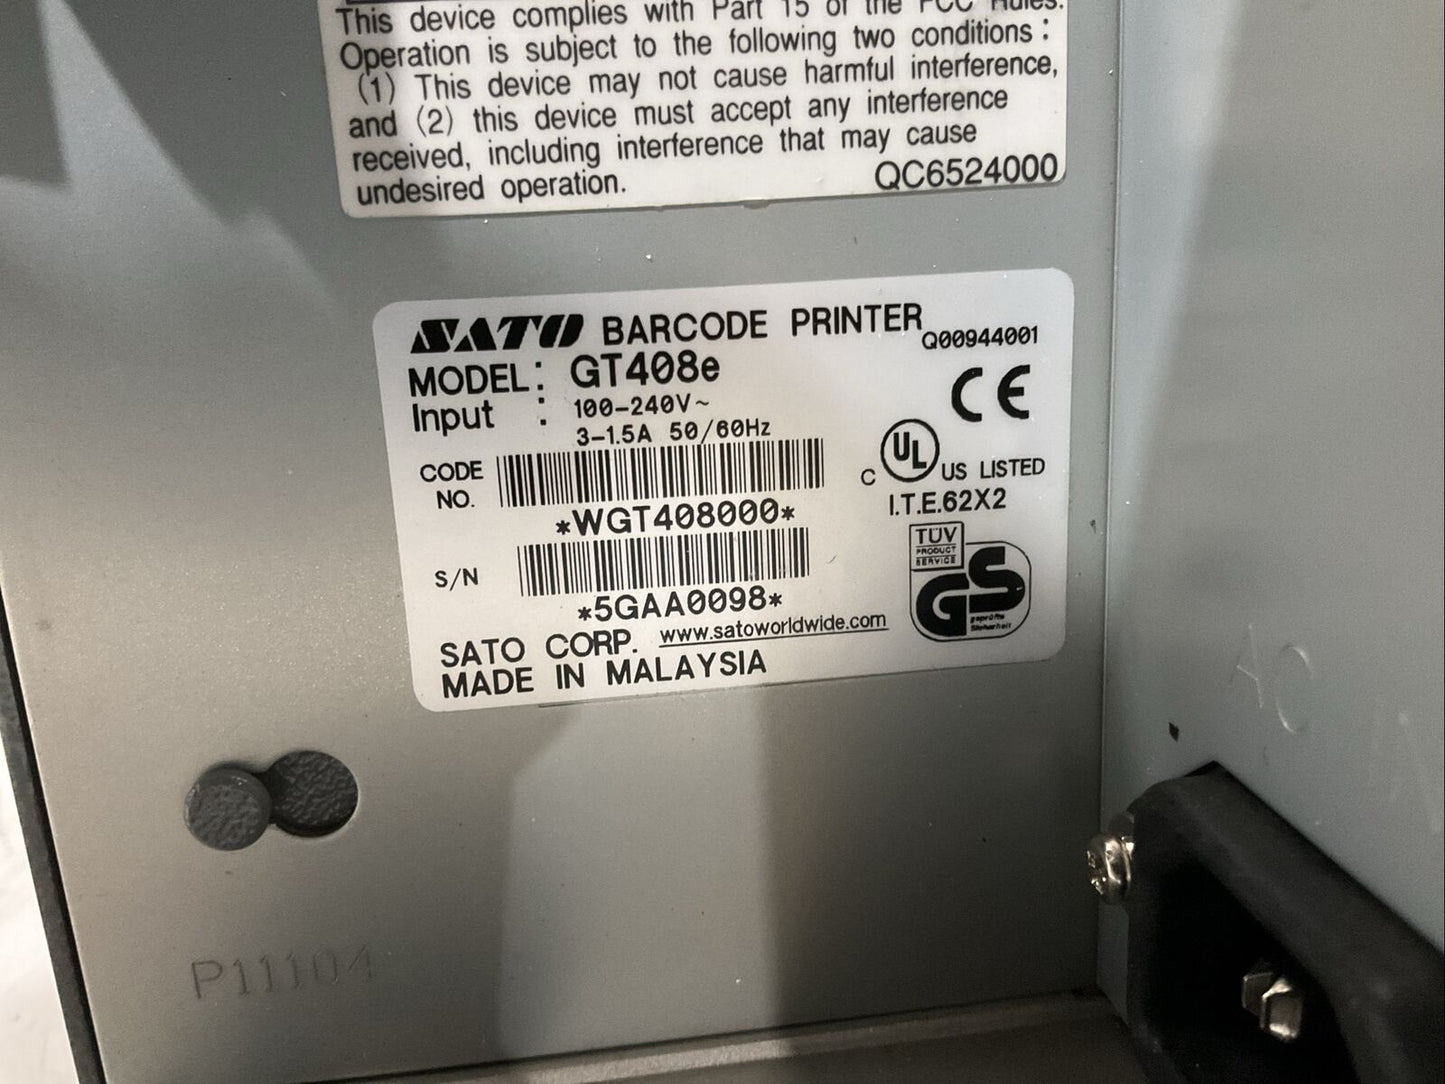 This device complies with Part 15 of the FCC Rules.
Operation is subject to the following two conditions:
(1) This device may not cause harmful interference,
and (2) this device must accept any interference
received, including interference that may cause
undesired operation.
QC6524000
SATO BARCODE PRINTER
Q00944001
MODEL: GT408e
Input : 100-240V~
3-1.5A 50/60Hz
CE
CODE NO.
*WGT408000*
C UL US LISTED
I.T.E.62X2
S/N
*5GAA0098*
TÜV
PRODUCT
SERVICE
GS
geprüfte
Sicherheit
SATO CORP. www.satoworldwide.com
MADE IN MALAYSIA
P11104